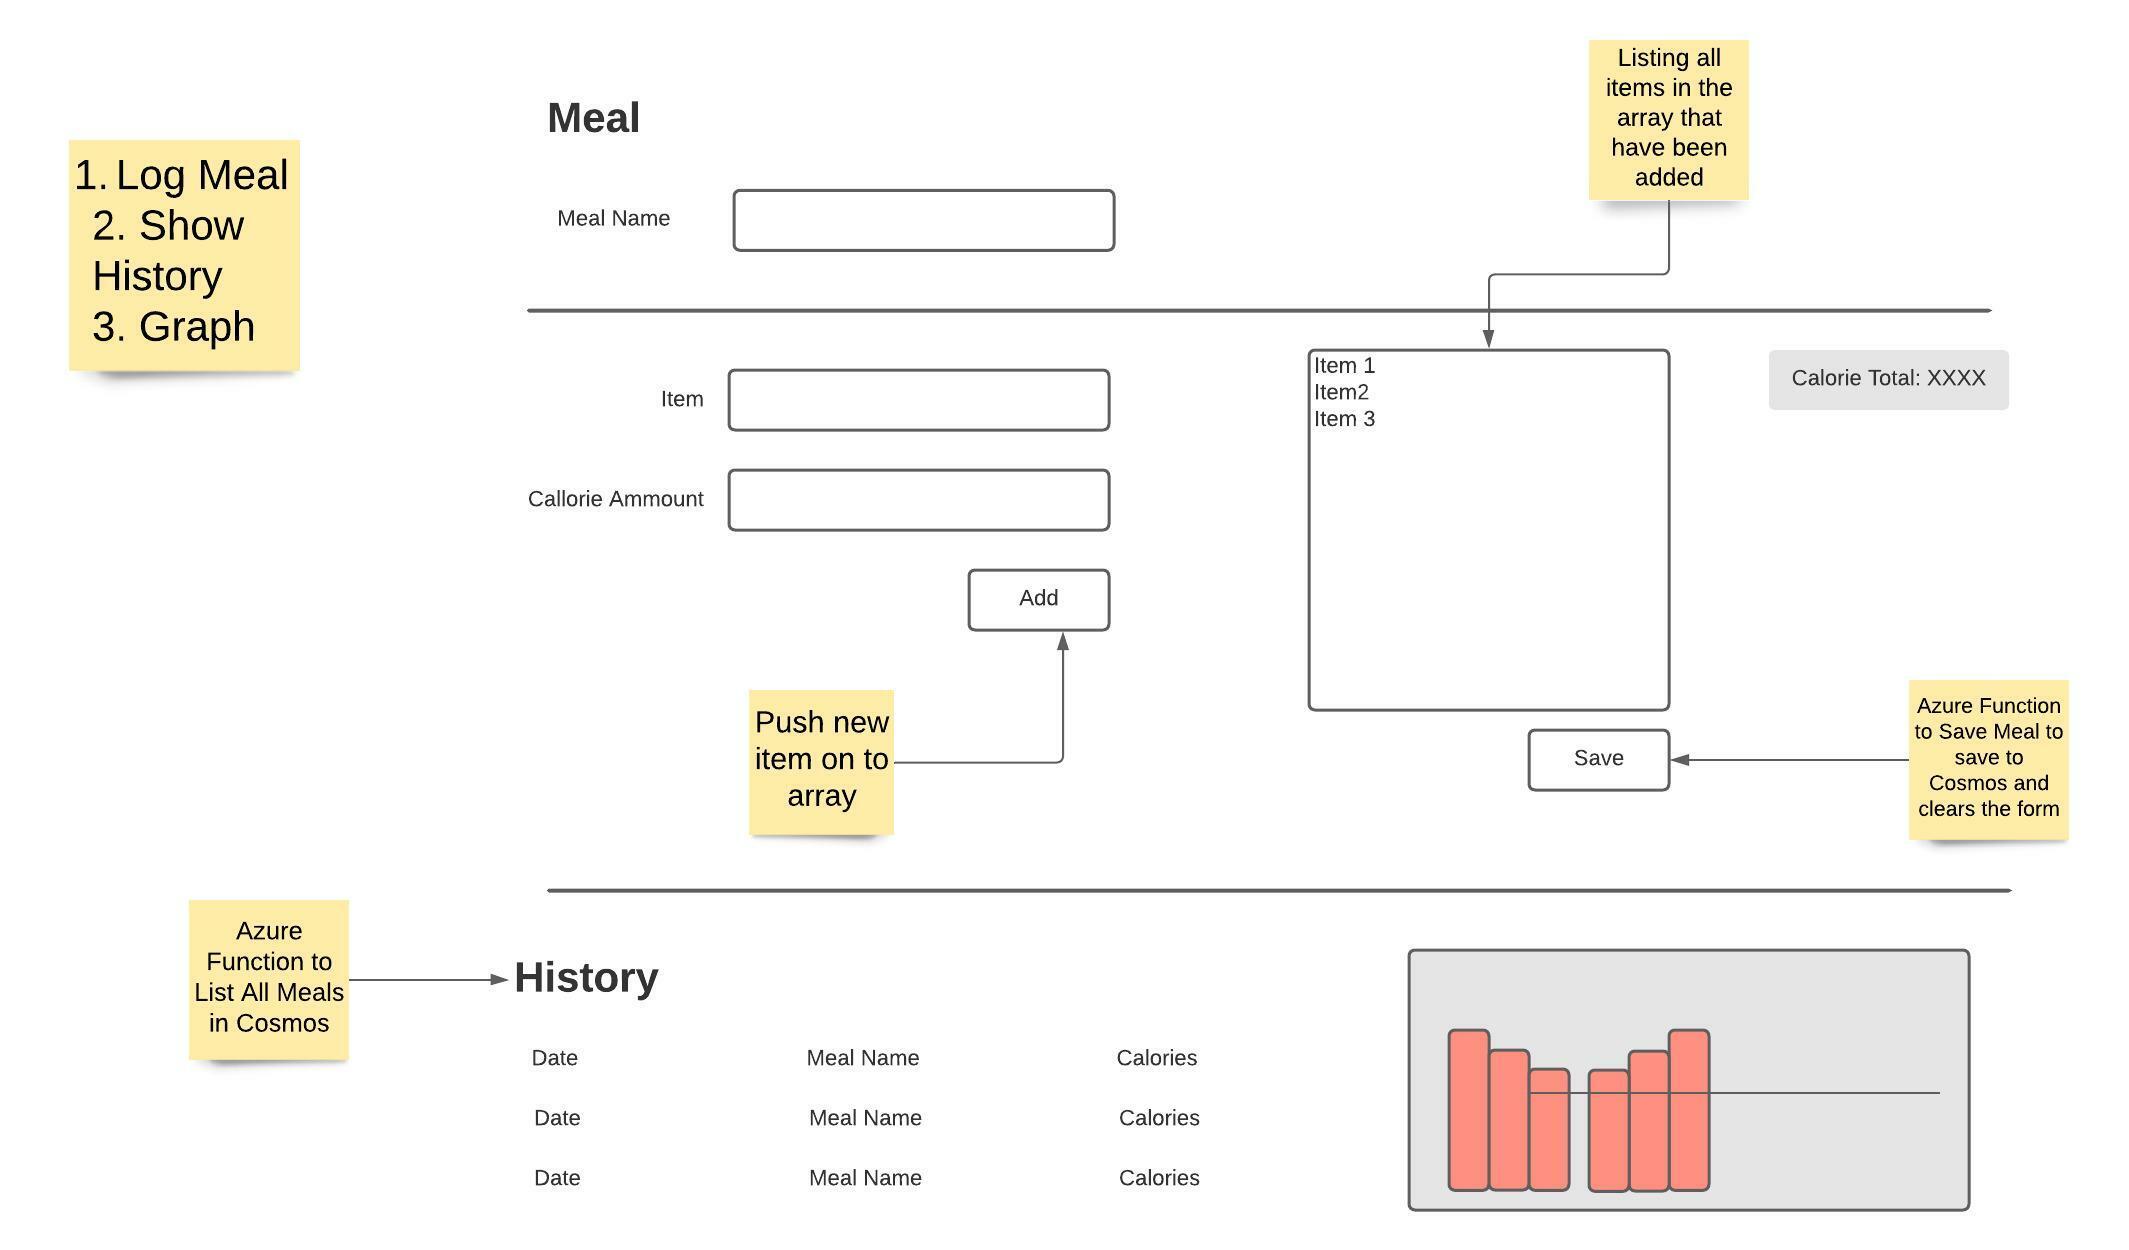 Listing all
items in the
array that
have been
added
Meal
1. Log Meal
2. Show
History
3. Graph
Meal Name
Item 1
Item2
Item 3
Calorie Total: XXXX
Item
Callorie Ammount
Add
Push new
item on to
array
Save
Azure Function
to Save Meal to
save to
Cosmos and
clears the form
Azure
Function to
List All Meals
in Cosmos
History
Date Meal Name Calories
Date Meal Name Calories
Date Meal Name Calories